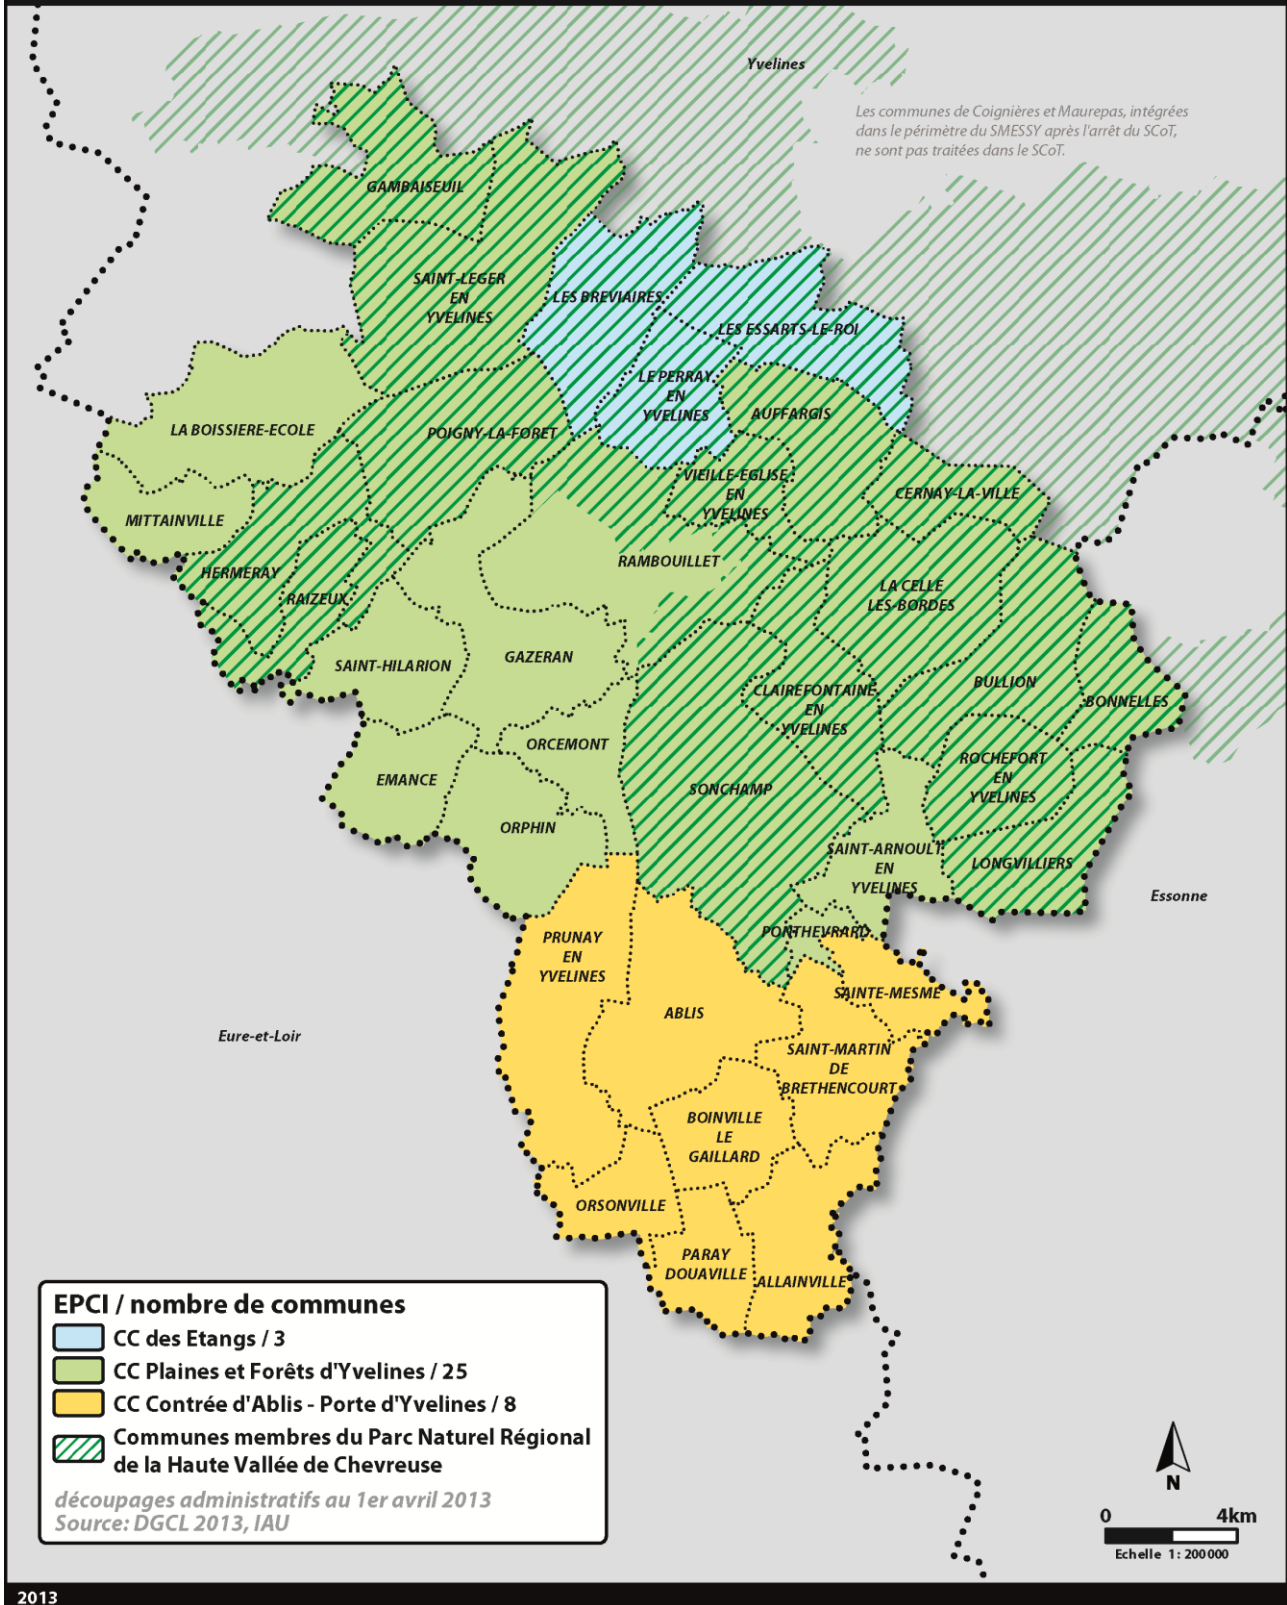 Yvelines
Les communes de Coignières et Maurepas, intégrées
dans le périmètre du SMESSY après l'arrêt du SCoT,
ne sont pas traitées dans le SCoT.
GAMBAISEUIL
SAINT-LEGER
EN
YVELINES
LES BREVIAIRES
LES ESSARTS-LE-ROI
LE PERRAY
EN
YVELINES
AUFFARGIS
LA BOISSIERE-ECOLE
POIGNY-LA-FORET
VIEILLE-EGLISE
EN
YVELINES
CERNAY-LA-VILLE
MITTAINVILLE
RAMBOUILLET
HERMERAY
RAIZEUX
LA CELLE
LES-BORDES
SAINT-HILARION
GAZERAN
BULLION
BONNELLES
CLAIREFONTAINE
EN
YVELINES
ORCEMONT
EMANCE
SONCHAMP
ROCHEFORT
EN
YVELINES
ORPHIN
SAINT-ARNOULT
EN
YVELINES
LONGVILLIERS
Essonne
PONTHEVRARD
PRUNAY
EN
YVELINES
SAINTE-MESME
ABLIS
Eure-et-Loir
SAINT-MARTIN
DE
BRETHENCOURT
BOINVILLE
LE
GAILLARD
ORSONVILLE
PARAY
DOUAVILLE
ALLAINVILLE
EPCI / nombre de communes
CC des Etangs / 3
CC Plaines et Forêts d'Yvelines / 25
CC Contrée d'Ablis - Porte d'Yvelines / 8
Communes membres du Parc Naturel Régional
de la Haute Vallée de Chevreuse
découpages administratifs au 1er avril 2013
Source: DGCL 2013, IAU
N
0 4km
Echelle 1 : 200 000
2013